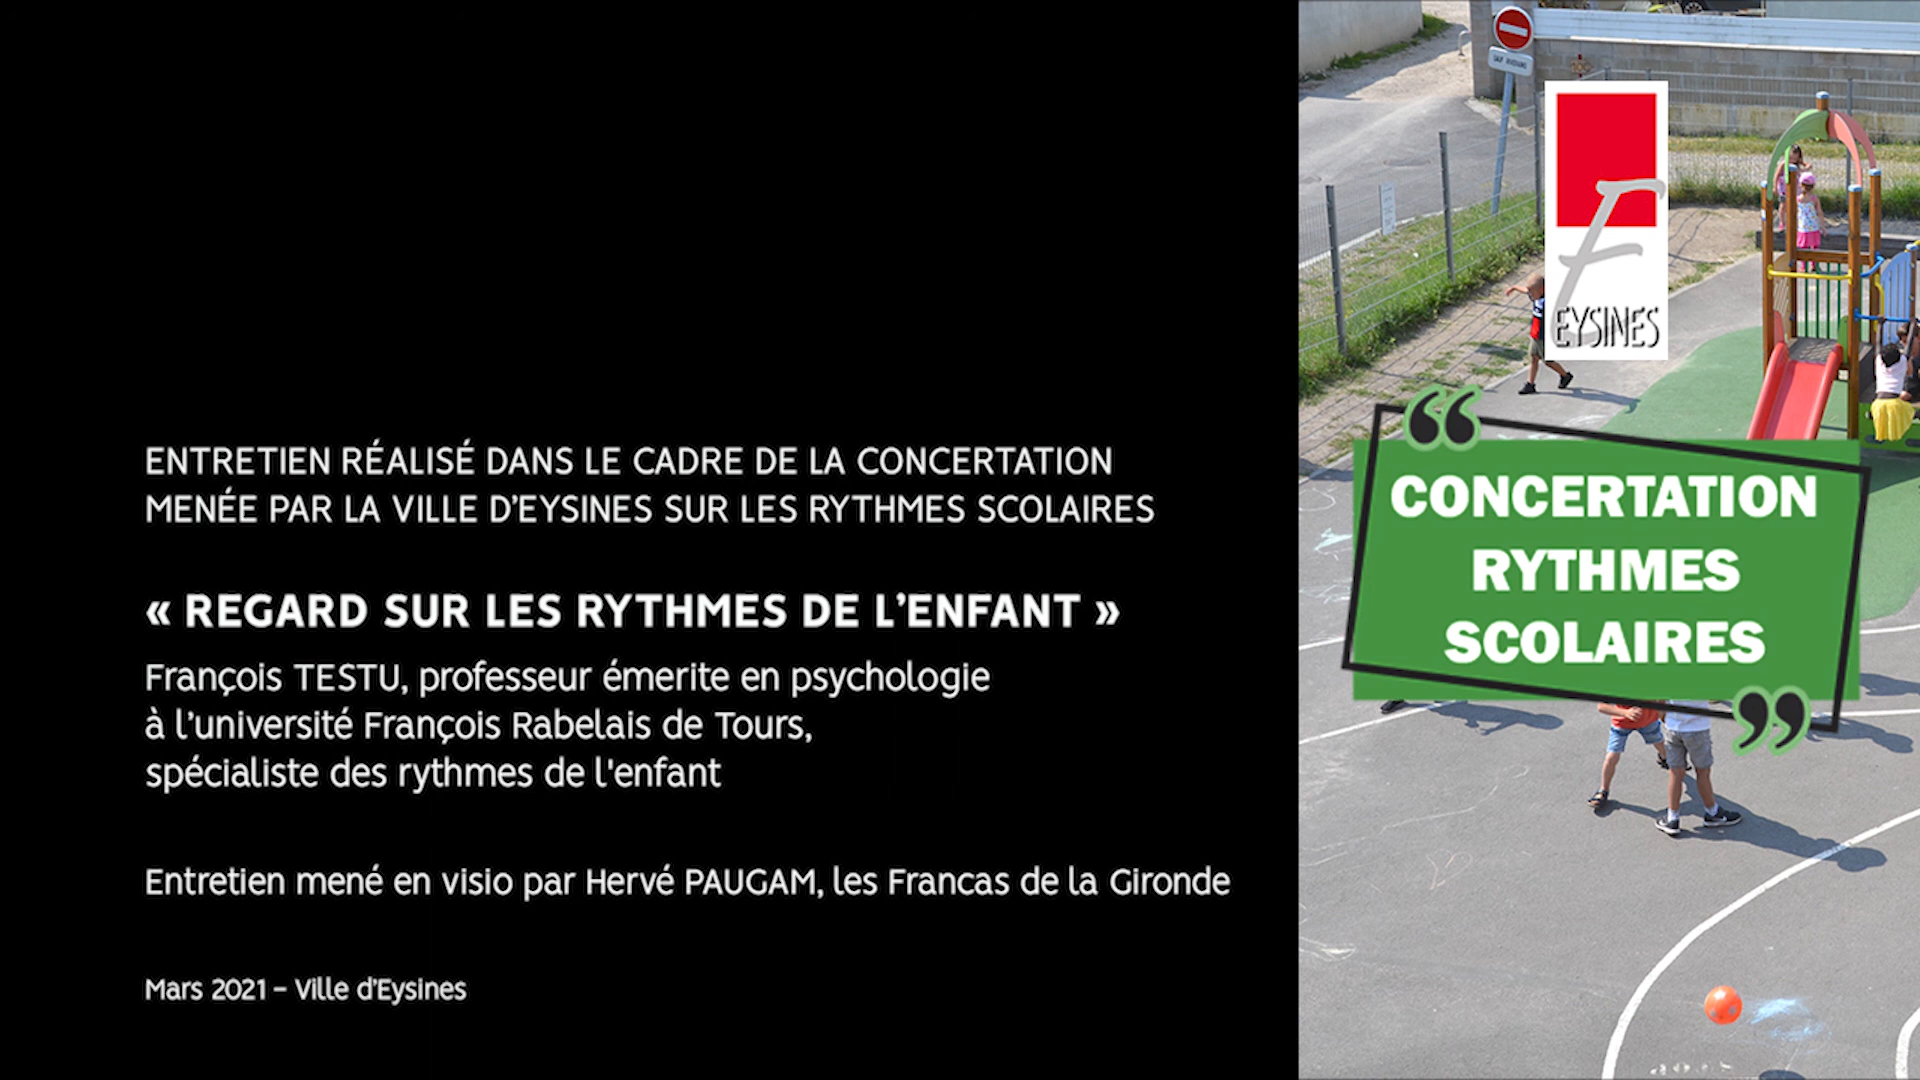 ENTRETIEN RÉALISÉ DANS LE CADRE DE LA CONCERTATION
MENÉE PAR LA VILLE D’EYSINES SUR LES RYTHMES SCOLAIRES
« REGARD SUR LES RYTHMES DE L’ENFANT »
François TESTU, professeur émerite en psychologie
à l’université François Rabelais de Tours,
spécialiste des rythmes de l'enfant
Entretien mené en visio par Hervé PAUGAM, les Francas de la Gironde
Mars 2021 – Ville d’Eysines
SAUF RIVERAINS
EYSINES
“
CONCERTATION
RYTHMES
SCOLAIRES
”